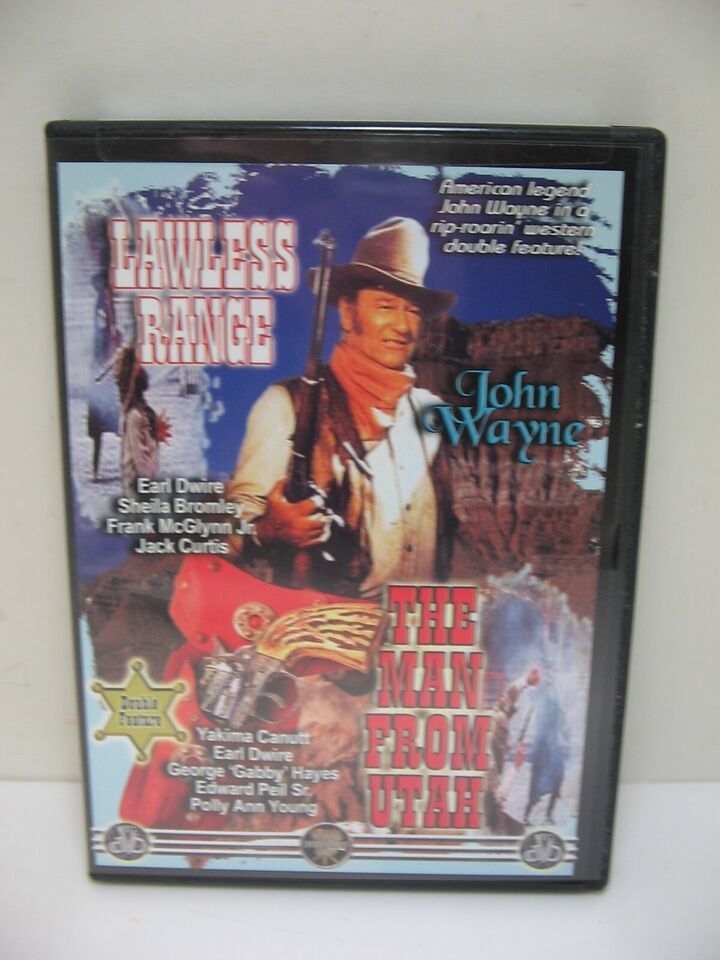 American legend
John Wayne in a
rip-roarin' western
double feature!
LAWLESS
RANGE
John
Wayne
Earl Dwire
Sheila Bromley
Frank McGlynn Jr.
Jack Curtis
THE
MAN
FROM
UTAH
Double
Feature
Yakima Canutt
Earl Dwire
George "Gabby" Hayes
Edward Peil Sr.
Polly Ann Young